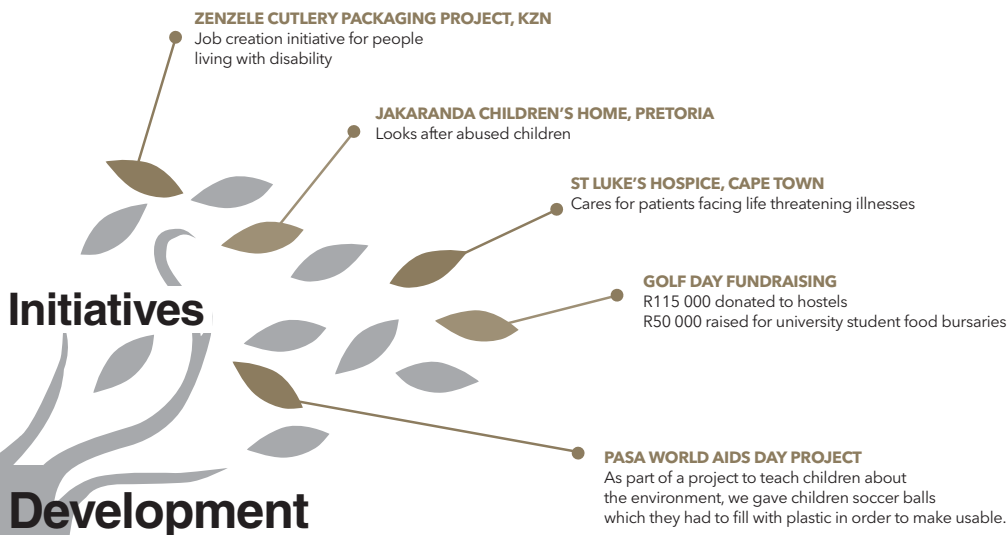 ZENZELE CUTLERY PACKAGING PROJECT, KZN
Job creation initiative for people
living with disability
JAKARANDA CHILDREN’S HOME, PRETORIA
Looks after abused children
ST LUKE’S HOSPICE, CAPE TOWN
Cares for patients facing life threatening illnesses
GOLF DAY FUNDRAISING
R115 000 donated to hostels
R50 000 raised for university student food bursaries
Initiatives
PASA WORLD AIDS DAY PROJECT
As part of a project to teach children about
the environment, we gave children soccer balls
which they had to fill with plastic in order to make usable.
Development